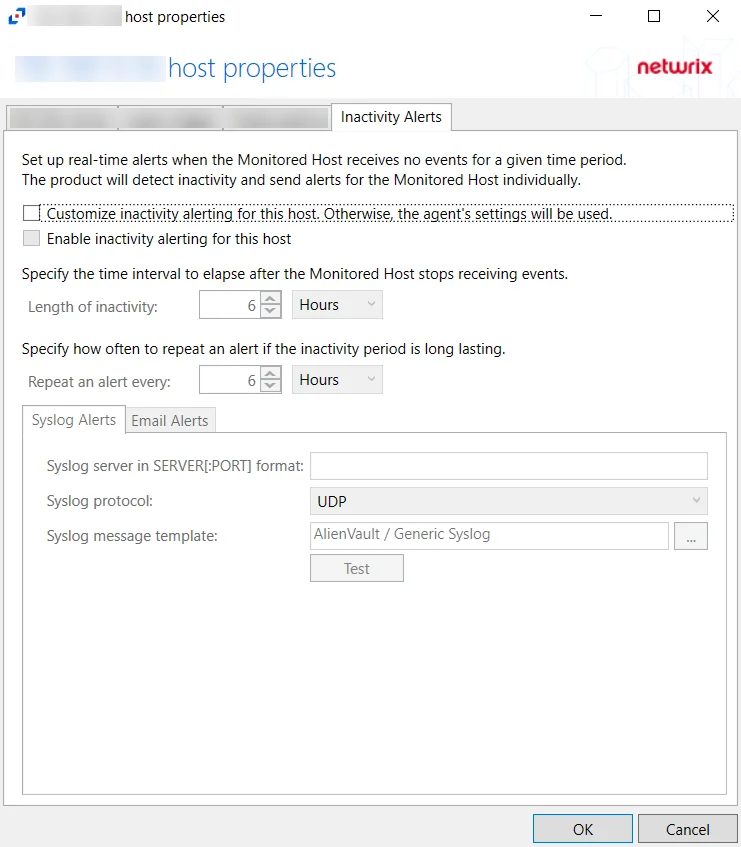 host properties
host properties
netwrix
Inactivity Alerts
Set up real-time alerts when the Monitored Host receives no events for a given time period.
The product will detect inactivity and send alerts for the Monitored Host individually.
Customize inactivity alerting for this host. Otherwise, the agent's settings will be used.
Enable inactivity alerting for this host
Specify the time interval to elapse after the Monitored Host stops receiving events.
Length of inactivity: 6 Hours
Specify how often to repeat an alert if the inactivity period is long lasting.
Repeat an alert every: 6 Hours
Syslog Alerts Email Alerts
Syslog server in SERVER[:PORT] format:
Syslog protocol: UDP
Syslog message template: AlienVault / Generic Syslog ...
Test
OK Cancel